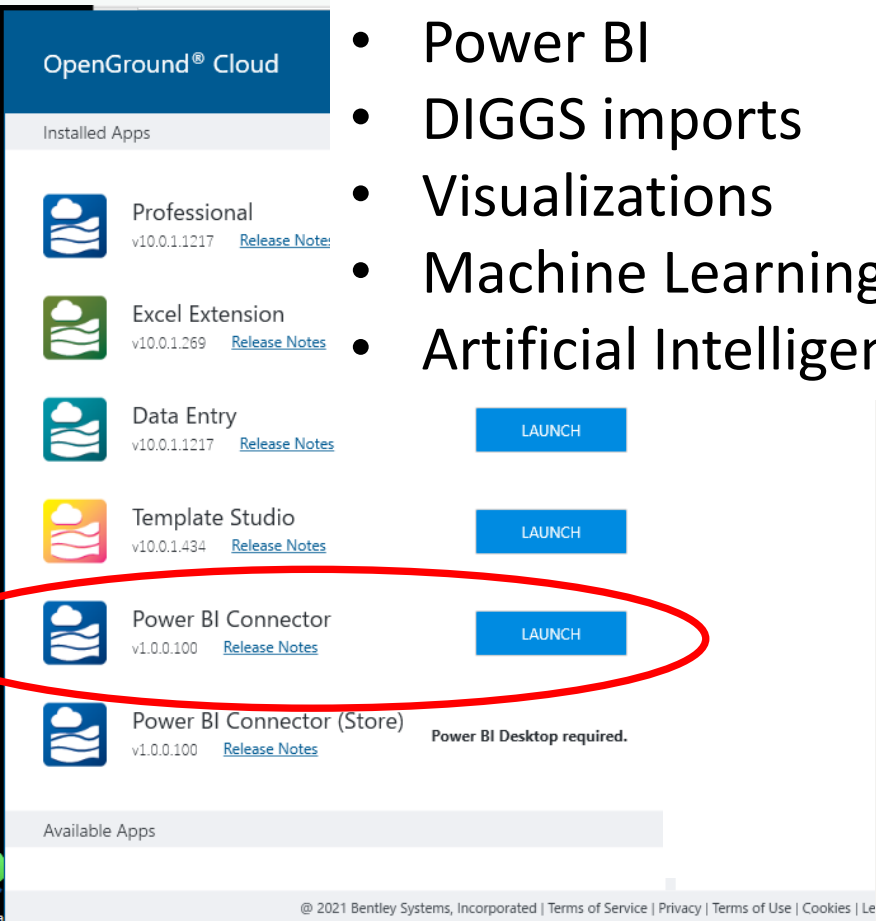 OpenGround® Cloud
• Power BI
• DIGGS imports
• Visualizations
• Machine Learning
Installed Apps
Professional
v10.0.1.1217 Release Notes
Excel Extension
v10.0.1.269 Release Notes
Data Entry
v10.0.1.1217 Release Notes
LAUNCH
Template Studio
v10.0.1.434 Release Notes
LAUNCH
Power BI Connector
v1.0.0.100 Release Notes
LAUNCH
Power BI Connector (Store)
v1.0.0.100 Release Notes
Power BI Desktop required.
Available Apps
@ 2021 Bentley Systems, Incorporated | Terms of Service | Privacy | Terms of Use | Cookies | Le
• Artificial Intelliger